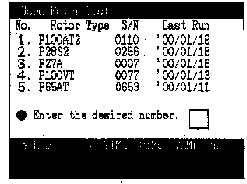 No. Rotor Type S/N Last Run
1. P100AT2 0110 '00/01/18
2. P28S2 0256 '00/01/18
3. P27A 0007 '00/01/18
4. P100VT 0077 '00/01/13
5. P65AT 0653 '00/01/11
● Enter the desired number.